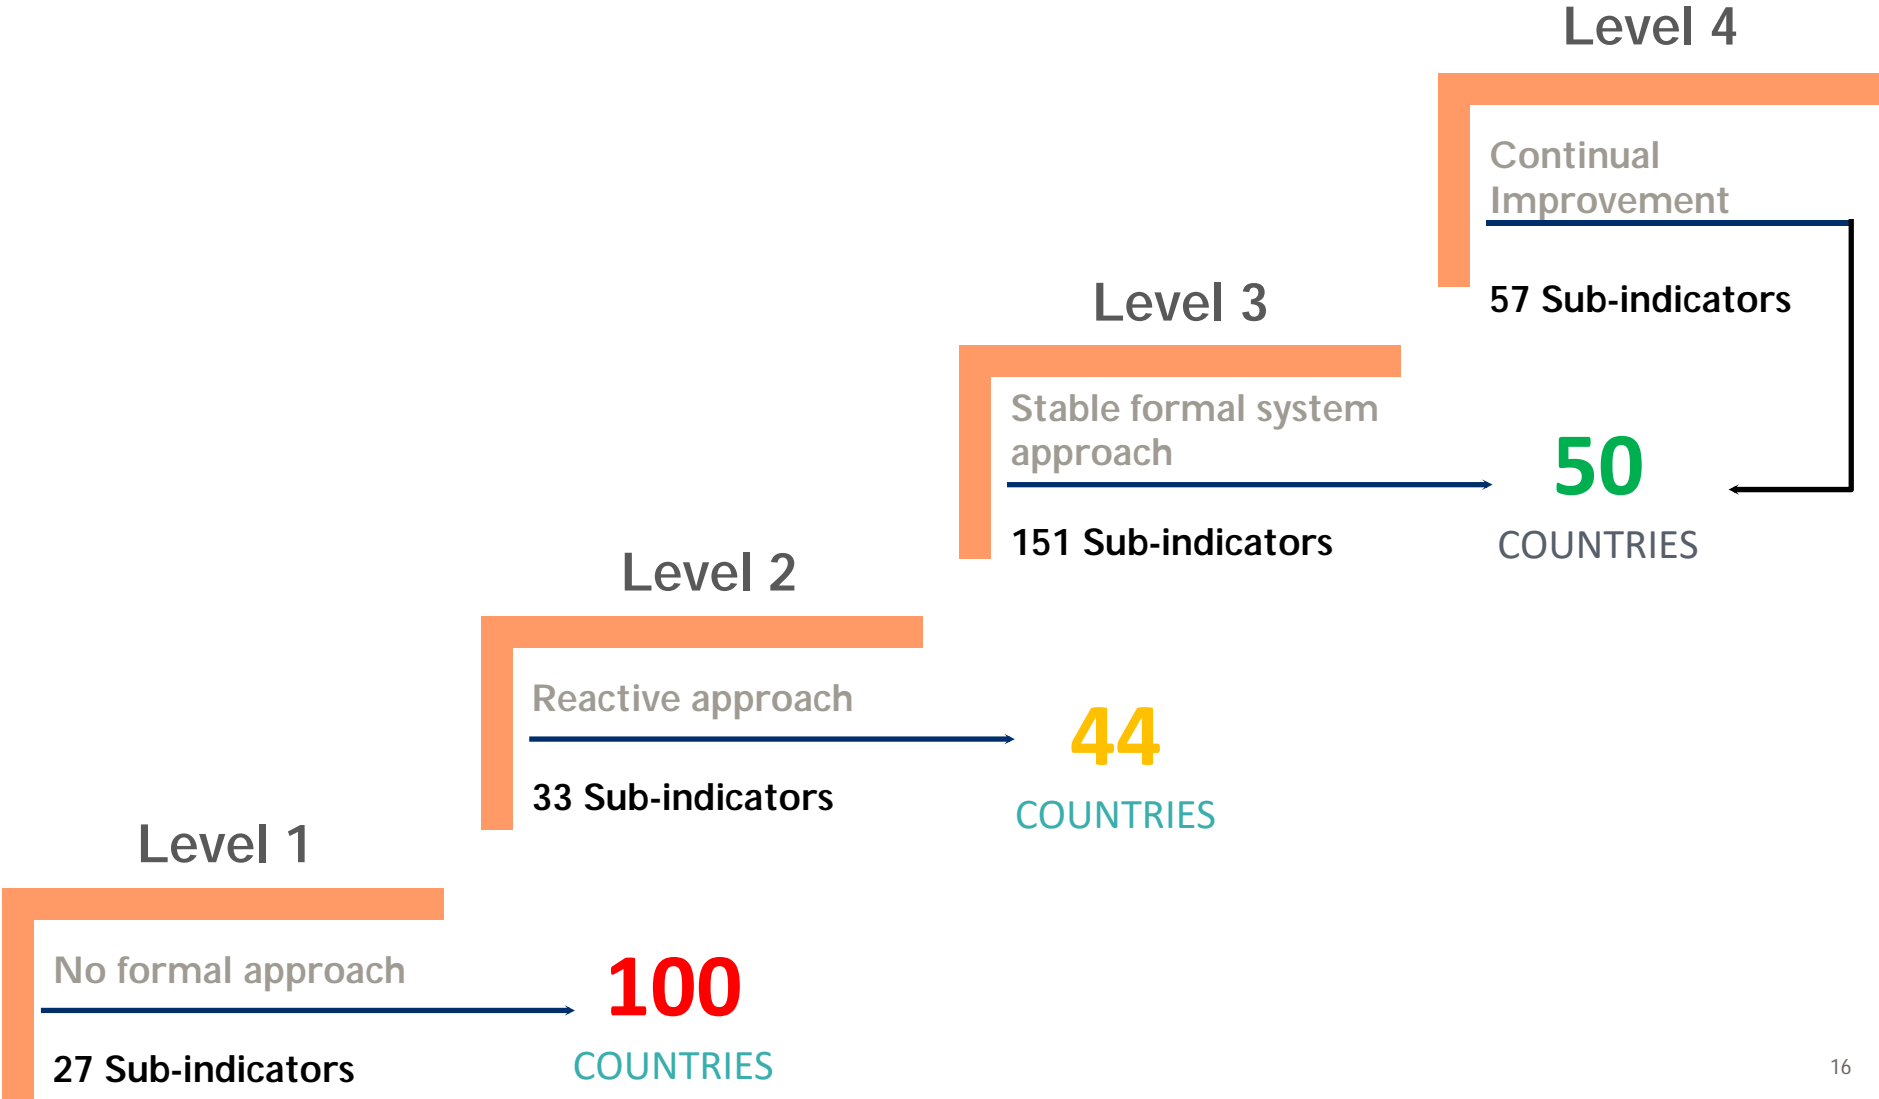 Level 4
Continual
Improvement
57 Sub-indicators
Level 3
Stable formal system
approach
151 Sub-indicators
50
COUNTRIES
Level 2
Reactive approach
33 Sub-indicators
44
COUNTRIES
Level 1
No formal approach
27 Sub-indicators
100
COUNTRIES
16